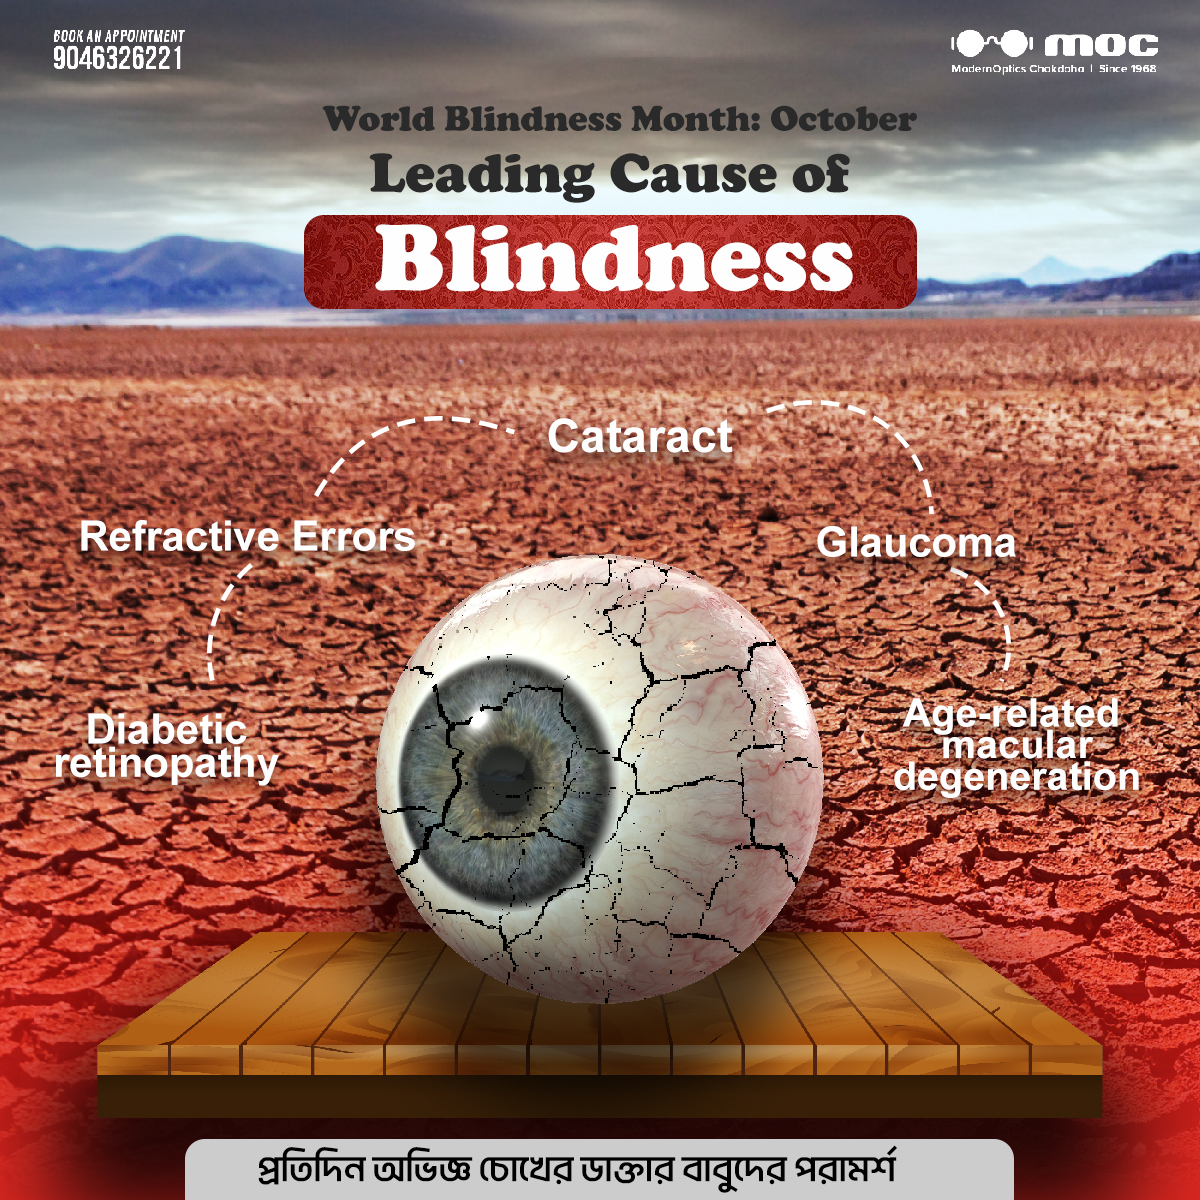 BOOK AN APPOINTMENT
9046326221
moc
ModernOptics Chakdaha | Since 1968
World Blindness Month: October
Leading Cause of
Blindness
Cataract
Refractive Errors
Glaucoma
Diabetic
retinopathy
Age-related
macular
degeneration
প্রতিদিন অভিজ্ঞ চোখের ডাক্তার বাবুদের পরামর্শ